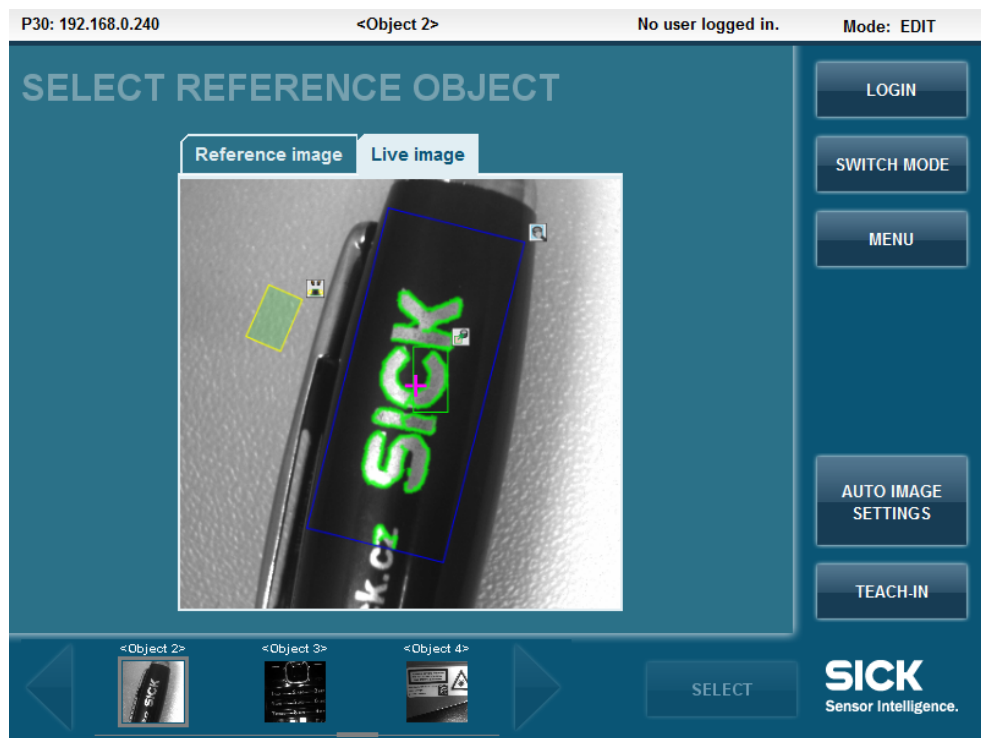 P30: 192.168.0.240 <Object 2> No user logged in. Mode: EDIT
SELECT REFERENCE OBJECT
LOGIN
Reference image Live image
SWITCH MODE
MENU
SICK
ck.cz
AUTO IMAGE
SETTINGS
TEACH-IN
<Object 2> <Object 3> <Object 4>
SICK
SELECT
SICK
Sensor Intelligence.